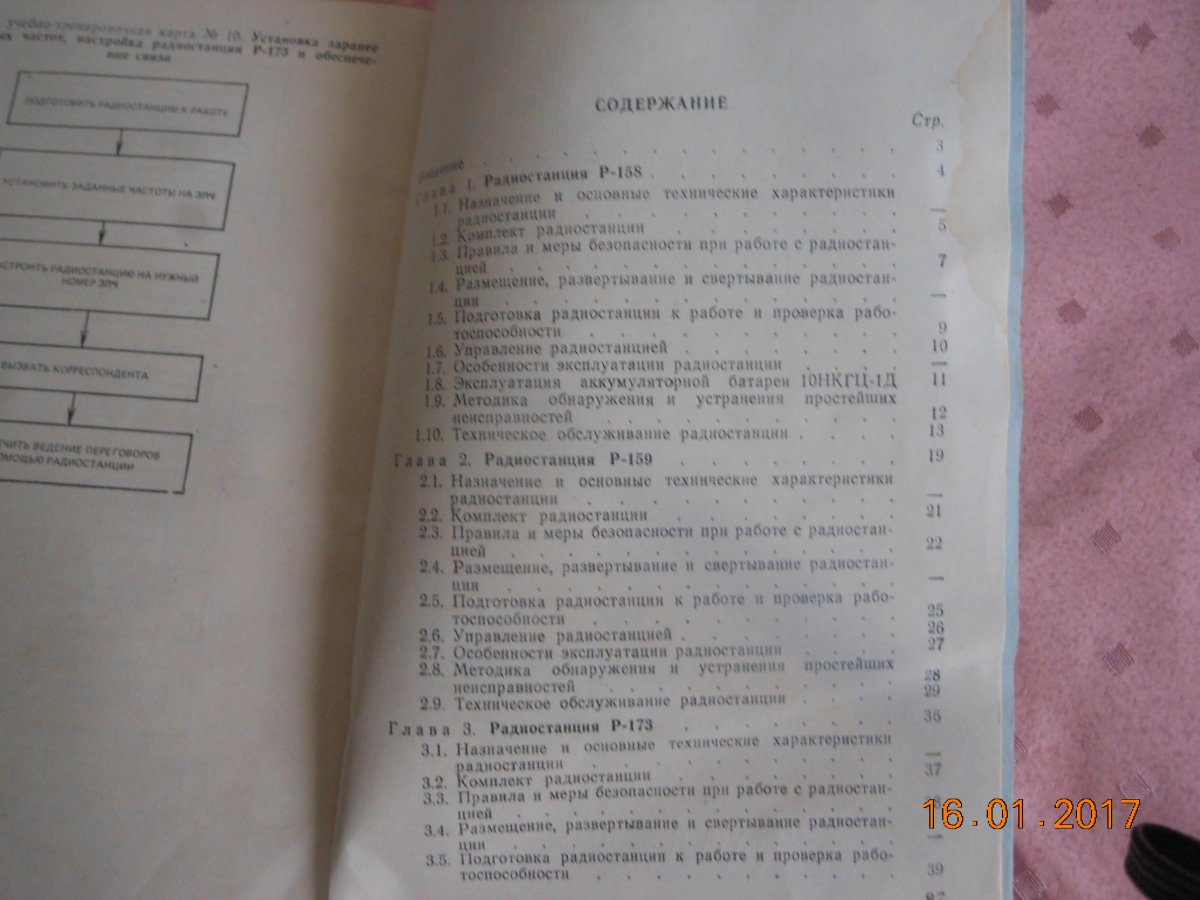 учебно-тренировочная карта № 10. Установка заранее
ых частот, настройка радиостанции Р-173 и обеспече-
ние связи
ПОДГОТОВИТЬ РАДИОСТАНЦИЮ К РАБОТЕ
УСТАНОВИТЬ ЗАДАННЫЕ ЧАСТОТЫ НА ЗПЧ
СТРОИТЬ РАДИОСТАНЦИЮ НА НУЖНЫЙ
НОМЕР ЗПЧ
ВЫЗВАТЬ КОРРЕСПОНДЕНТА
ЧИТЬ ВЕДЕНИЕ ПЕРЕГОВОРОВ
ОМОЩЬЮ РАДИОСТАНЦИИ
СОДЕРЖАНИЕ
Стр.
Введение . . . . . . . . . . . . . . 3
Глава 1. Радиостанция Р-158 . . . . . . . . . 4
1.1. Назначение и основные технические характеристики
радиостанции . . . . . . . . . . . —
1.2. Комплект радиостанции . . . . . . . . 5
1.3. Правила и меры безопасности при работе с радиостан-
цией . . . . . . . . . . . . . . 7
1.4. Размещение, развертывание и свертывание радиостан-
ции . . . . . . . . . . . . . . —
1.5. Подготовка радиостанции к работе и проверка рабо-
тоспособности . . . . . . . . . . . 9
1.6. Управление радиостанцией . . . . . . . . 10
1.7. Особенности эксплуатации радиостанции . . . . —
1.8. Эксплуатация аккумуляторной батареи 10НКГЦ-1Д 11
1.9. Методика обнаружения и устранения простейших
неисправностей . . . . . . . . . . . 12
1.10. Техническое обслуживание радиостанции . . . . 13
Глава 2. Радиостанция Р-159 . . . . . . . . 19
2.1. Назначение и основные технические характеристики
радиостанции . . . . . . . . . . . —
2.2. Комплект радиостанции . . . . . . . . 21
2.3. Правила и меры безопасности при работе с радиостан-
цией . . . . . . . . . . . . . . 22
2.4. Размещение, развертывание и свертывание радиостан-
ции . . . . . . . . . . . . . . —
2.5. Подготовка радиостанции к работе и проверка рабо-
тоспособности . . . . . . . . . . . 25
2.6. Управление радиостанцией . . . . . . . . 26
2.7. Особенности эксплуатации радиостанции . . . . 27
2.8. Методика обнаружения и устранения простейших
неисправностей . . . . . . . . . . . 28
2.9. Техническое обслуживание радиостанции . . . . 29
Глава 3. Радиостанция Р-173 . . . . . . . . 36
3.1. Назначение и основные технические характеристики
радиостанции . . . . . . . . . . . —
3.2. Комплект радиостанции . . . . . . . . 37
3.3. Правила и меры безопасности при работе с радиостан-
цией . . . . . . . . . . . . . .
3.4. Размещение, развертывание и свертывание радиостан-
ции . . . . . . . . . . . . . . —
3.5. Подготовка радиостанции к работе и проверка рабо-
тоспособности . . . . . . . . . . . 39
16.01.2017